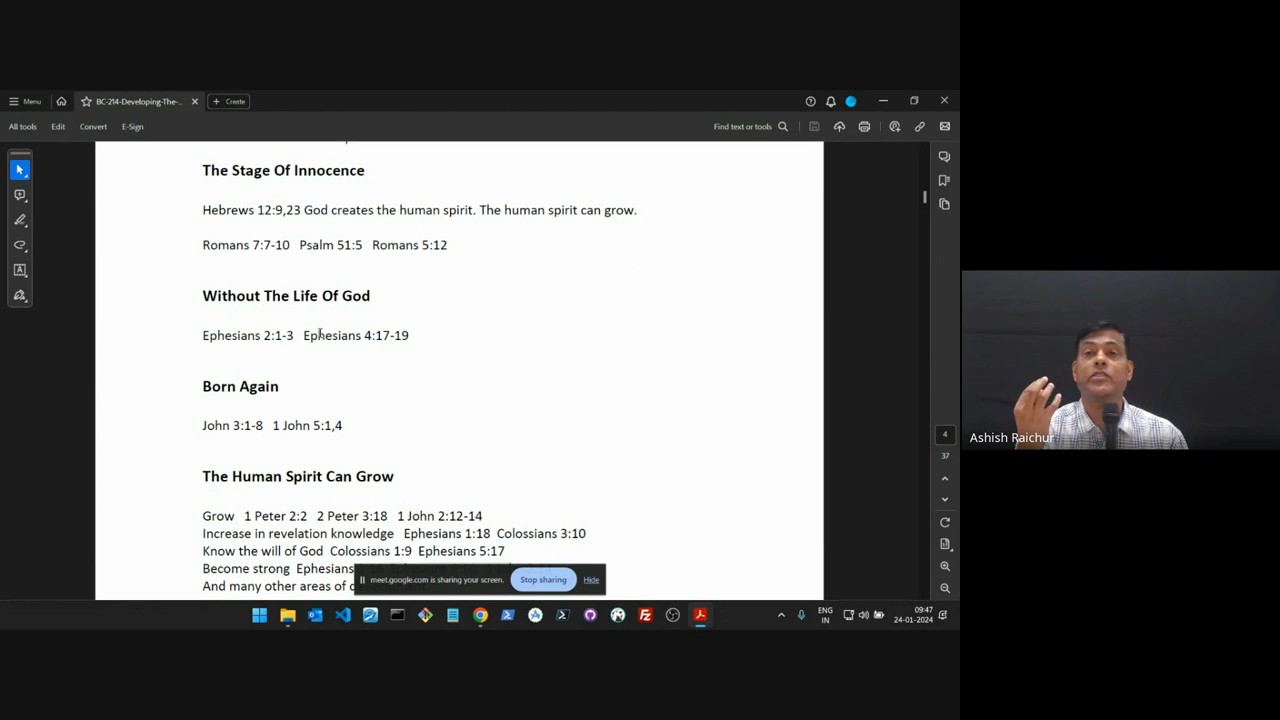 Menu
BC-214-Developing-The-...
Create
All tools
Edit
Convert
E-Sign
Find text or tools
The Stage Of Innocence
Hebrews 12:9,23 God creates the human spirit. The human spirit can grow.
Romans 7:7-10 Psalm 51:5 Romans 5:12
Without The Life Of God
Ephesians 2:1-3 Ephesians 4:17-19
Born Again
John 3:1-8 1 John 5:1,4
The Human Spirit Can Grow
Grow 1 Peter 2:2 2 Peter 3:18 1 John 2:12-14
Increase in revelation knowledge Ephesians 1:18 Colossians 3:10
Know the will of God Colossians 1:9 Ephesians 5:17
Become strong Ephesians
And many other areas of
meet.google.com is sharing your screen.
Stop sharing
Hide
4
37
Ashish Raichur
ENG
IN
09:47
24-01-2024